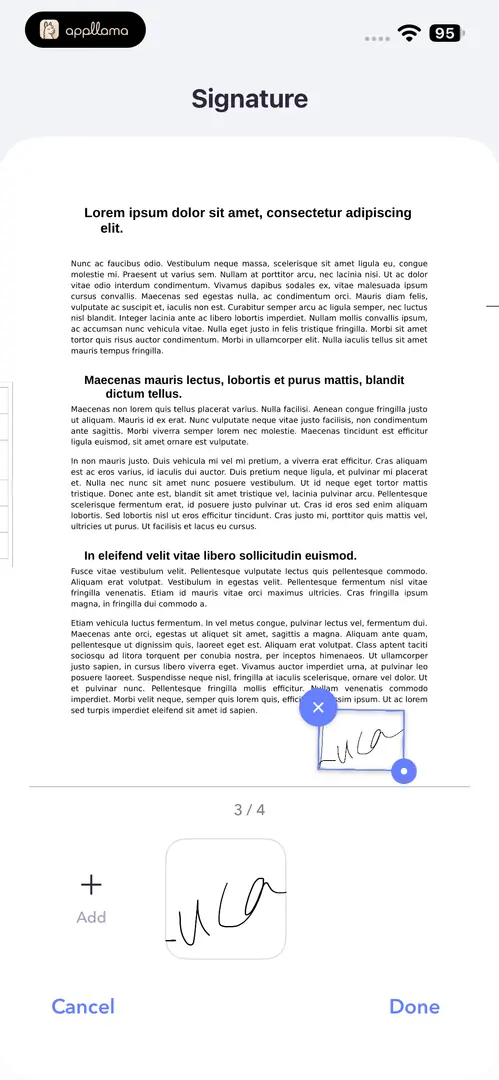 appllama
95
Signature
Lorem ipsum dolor sit amet, consectetur adipiscing
elit.
Nunc ac faucibus odio. Vestibulum neque massa, scelerisque sit amet ligula eu, congue
molestie mi. Praesent ut varius sem. Nullam at porttitor arcu, nec lacinia nisi. Ut ac dolor
vitae odio interdum condimentum. Vivamus dapibus sodales ex, vitae malesuada ipsum
cursus convallis. Maecenas sed egestas nulla, ac condimentum orci. Mauris diam felis,
vulputate ac suscipit et, iaculis non est. Curabitur semper arcu ac ligula semper, nec luctus
nisl blandit. Integer lacinia ante ac libero lobortis imperdiet. Nullam mollis convallis ipsum,
ac accumsan nunc vehicula vitae. Nulla eget justo in felis tristique fringilla. Morbi sit amet
tortor quis risus auctor condimentum. Morbi in ullamcorper elit. Nulla iaculis tellus sit amet
mauris tempus fringilla.
Maecenas mauris lectus, lobortis et purus mattis, blandit
dictum tellus.
Maecenas non lorem quis tellus placerat varius. Nulla facilisi. Aenean congue fringilla justo
ut aliquam. Mauris id ex erat. Nunc vulputate neque vitae justo facilisis, non condimentum
ante sagittis. Morbi viverra semper lorem nec molestie. Maecenas tincidunt est efficitur
ligula euismod, sit amet ornare est vulputate.
In non mauris justo. Duis vehicula mi vel mi pretium, a viverra erat efficitur. Cras aliquam
est ac eros varius, id iaculis dui auctor. Duis pretium neque ligula, et pulvinar mi placerat
et. Nulla nec nunc sit amet nunc posuere vestibulum. Ut id neque eget tortor mattis
tristique. Donec ante est, blandit sit amet tristique vel, lacinia pulvinar arcu. Pellentesque
scelerisque fermentum erat, id posuere justo pulvinar ut. Cras id eros sed enim aliquam
lobortis. Sed lobortis nisl ut eros efficitur tincidunt. Cras justo mi, porttitor quis mattis vel,
ultricies ut purus. Ut facilisis et lacus eu cursus.
In eleifend velit vitae libero sollicitudin euismod.
Fusce vitae vestibulum velit. Pellentesque vulputate lectus quis pellentesque commodo.
Aliquam erat volutpat. Vestibulum in egestas velit. Pellentesque fermentum nisl vitae
fringilla venenatis. Etiam id mauris vitae orci maximus ultricies. Cras fringilla ipsum
magna, in fringilla dui commodo a.
Etiam vehicula luctus fermentum. In vel metus congue, pulvinar lectus vel, fermentum dui.
Maecenas ante orci, egestas ut aliquet sit amet, sagittis a magna. Aliquam ante quam,
pellentesque ut dignissim quis, laoreet eget est. Aliquam erat volutpat. Class aptent taciti
sociosqu ad litora torquent per conubia nostra, per inceptos himenaeos. Ut ullamcorper
justo sapien, in cursus libero viverra eget. Vivamus auctor imperdiet urna, at pulvinar leo
posuere laoreet. Suspendisse neque nisl, fringilla at iaculis scelerisque, ornare vel dolor. Ut
et pulvinar nunc. Pellentesque fringilla mollis efficitur. Nullam venenatis commodo
imperdiet. Morbi velit neque, semper quis lorem quis, ipsum. Ut ac lorem
sed turpis imperdiet eleifend sit amet id sapien.
Luca
3 / 4
Luca
Add
Cancel
Done